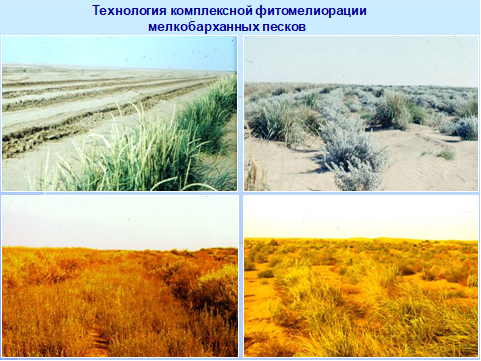 Технология комплексной фитомелиорации
мелкобарханных песков